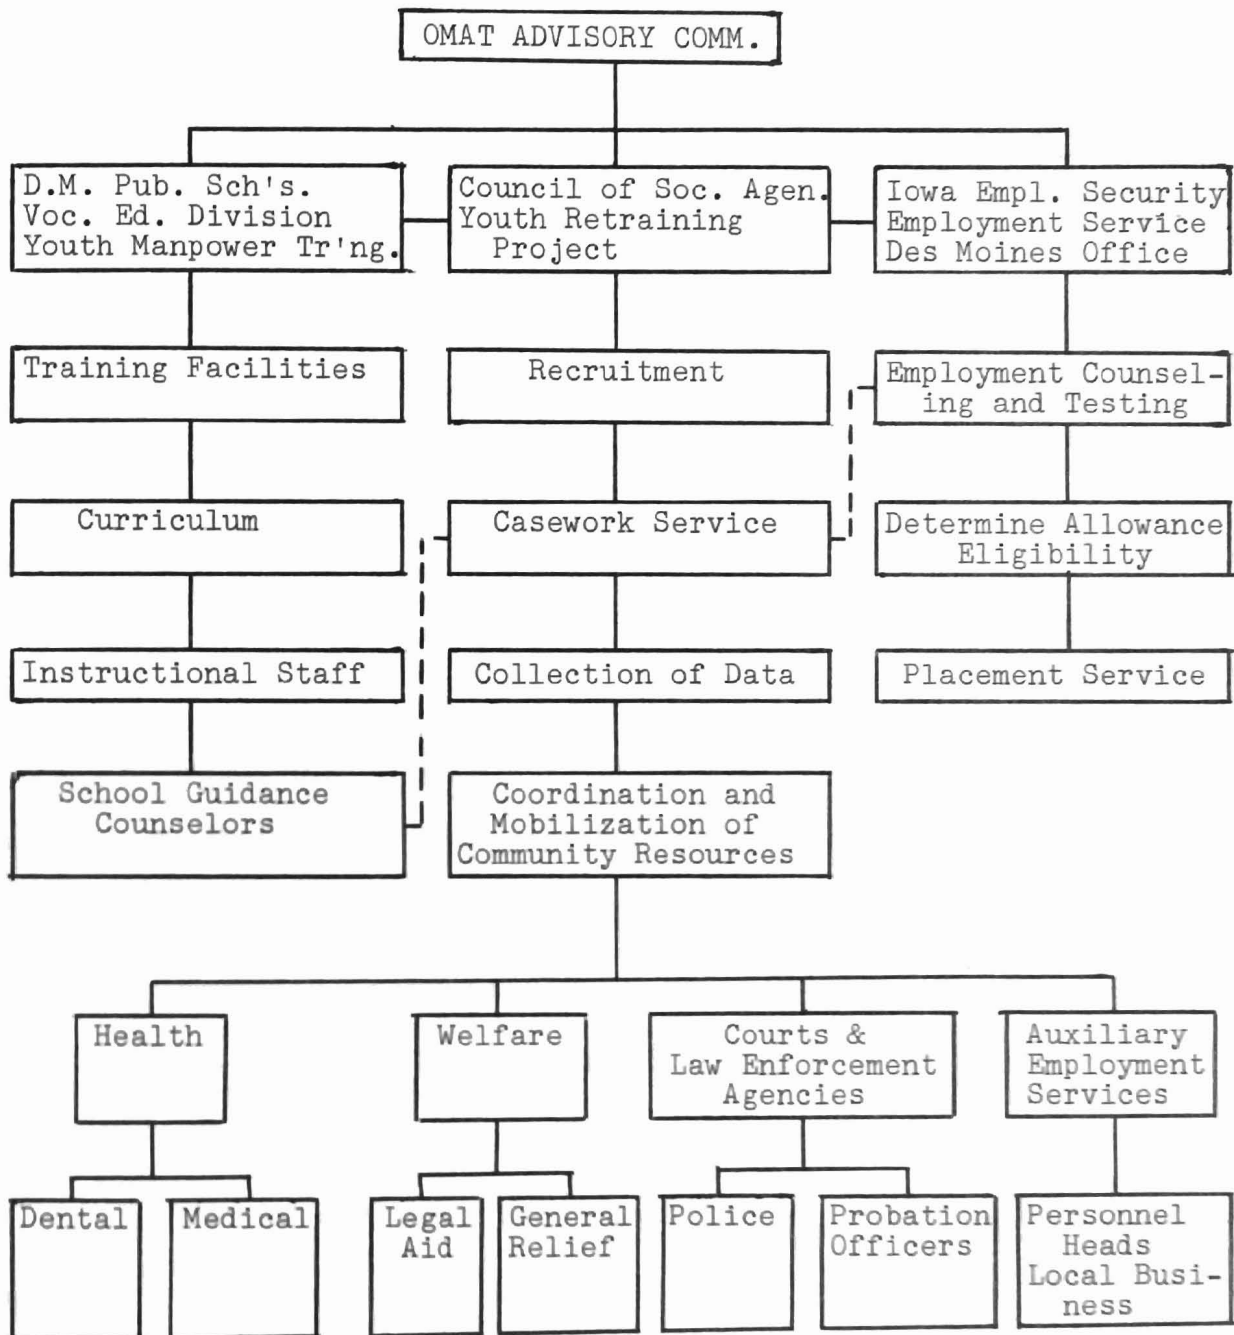 OMAT ADVISORY COMM.
D.M. Pub. Sch's.
Voc. Ed. Division
Youth Manpower Tr'ng.
Council of Soc. Agen.
Youth Retraining
Project
Iowa Empl. Security
Employment Service
Des Moines Office
Training Facilities
Recruitment
Employment Counsel-
ing and Testing
Curriculum
Casework Service
Determine Allowance
Eligibility
Instructional Staff
Collection of Data
Placement Service
School Guidance
Counselors
Coordination and
Mobilization of
Community Resources
Health
Welfare
Courts &
Law Enforcement
Agencies
Auxiliary
Employment
Services
Dental
Medical
Legal
Aid
General
Relief
Police
Probation
Officers
Personnel
Heads
Local Busi-
ness